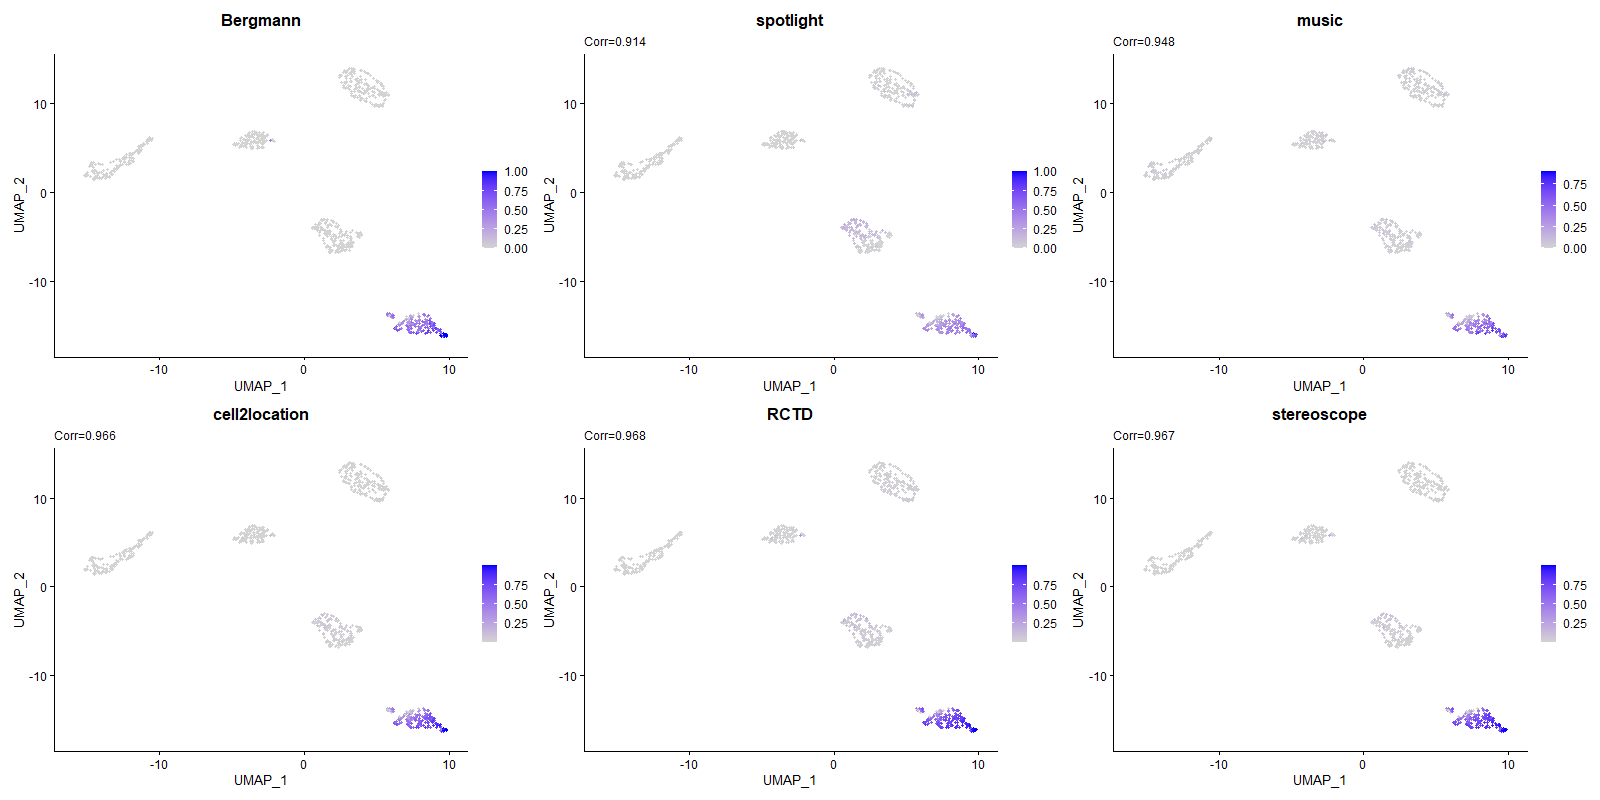 Bergmann
10
0
-10
UMAP_2
-10
0
10
UMAP_1
1.00
0.75
0.50
0.25
0.00
spotlight
Corr=0.914
10
0
-10
UMAP_2
-10
0
10
UMAP_1
1.00
0.75
0.50
0.25
0.00
music
Corr=0.948
10
0
-10
UMAP_2
-10
0
10
UMAP_1
0.75
0.50
0.25
0.00
cell2location
Corr=0.966
10
0
-10
UMAP_2
-10
0
10
UMAP_1
0.75
0.50
0.25
RCTD
Corr=0.968
10
0
-10
UMAP_2
-10
0
10
UMAP_1
0.75
0.50
0.25
stereoscope
Corr=0.967
10
0
-10
UMAP_2
-10
0
10
UMAP_1
0.75
0.50
0.25